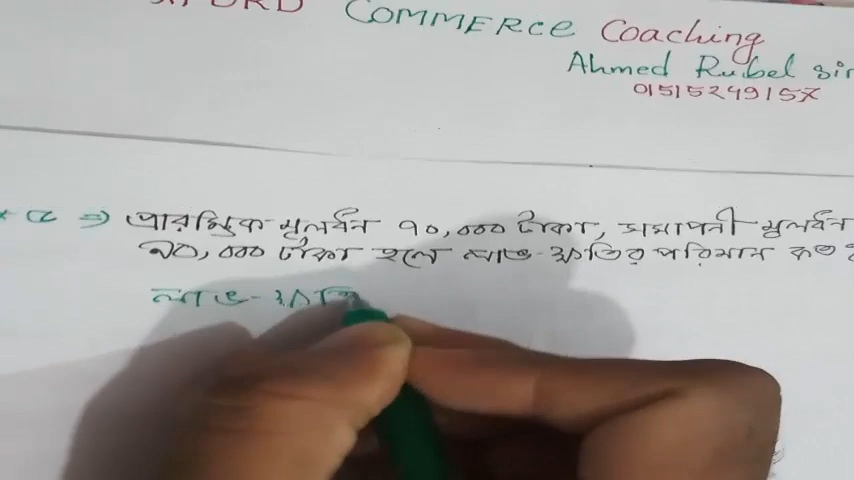 COMMERCE Coaching
Ahmed Rubel sir
01515249157
প্রারম্ভিক মূলধন ৭০,০০০ টাকা, সমাপনী মূলধন
৯০,০০০ টাকা হলে লাভ-ক্ষতির পরিমান কত
লাভ-ক্ষতি